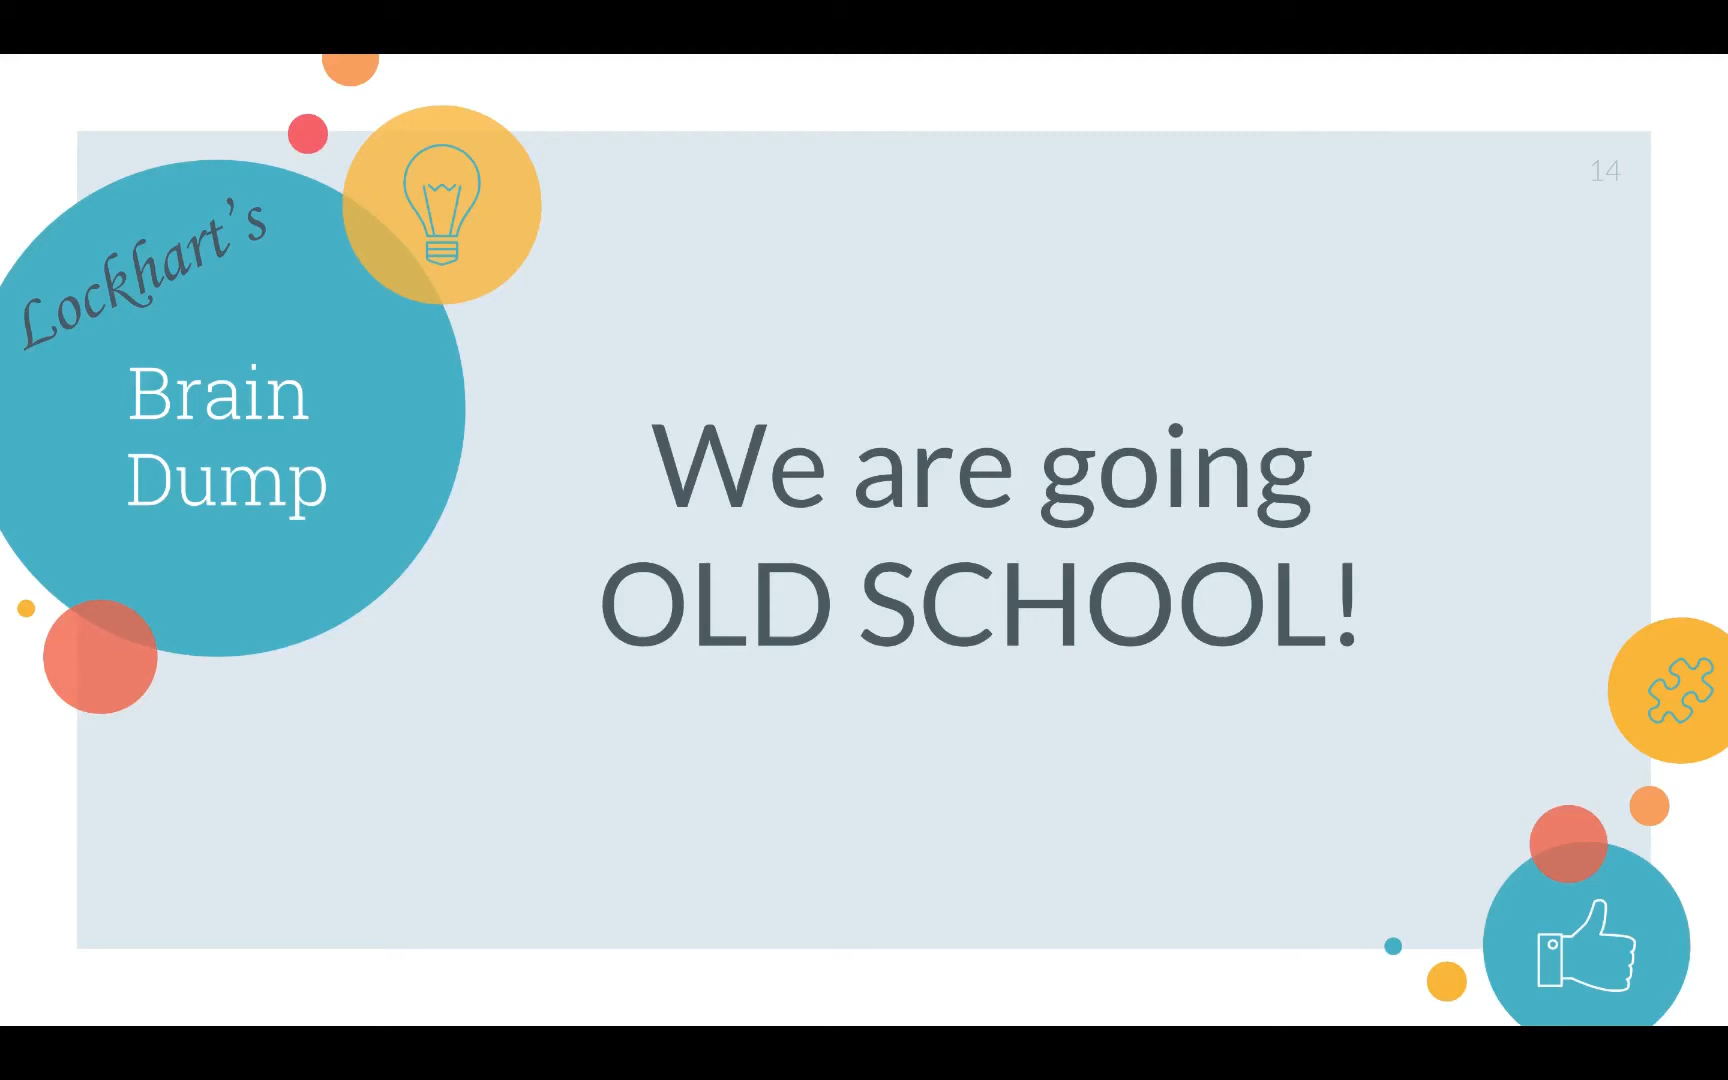 Lockhart's
Brain
Dump
14
We are going
OLD SCHOOL!